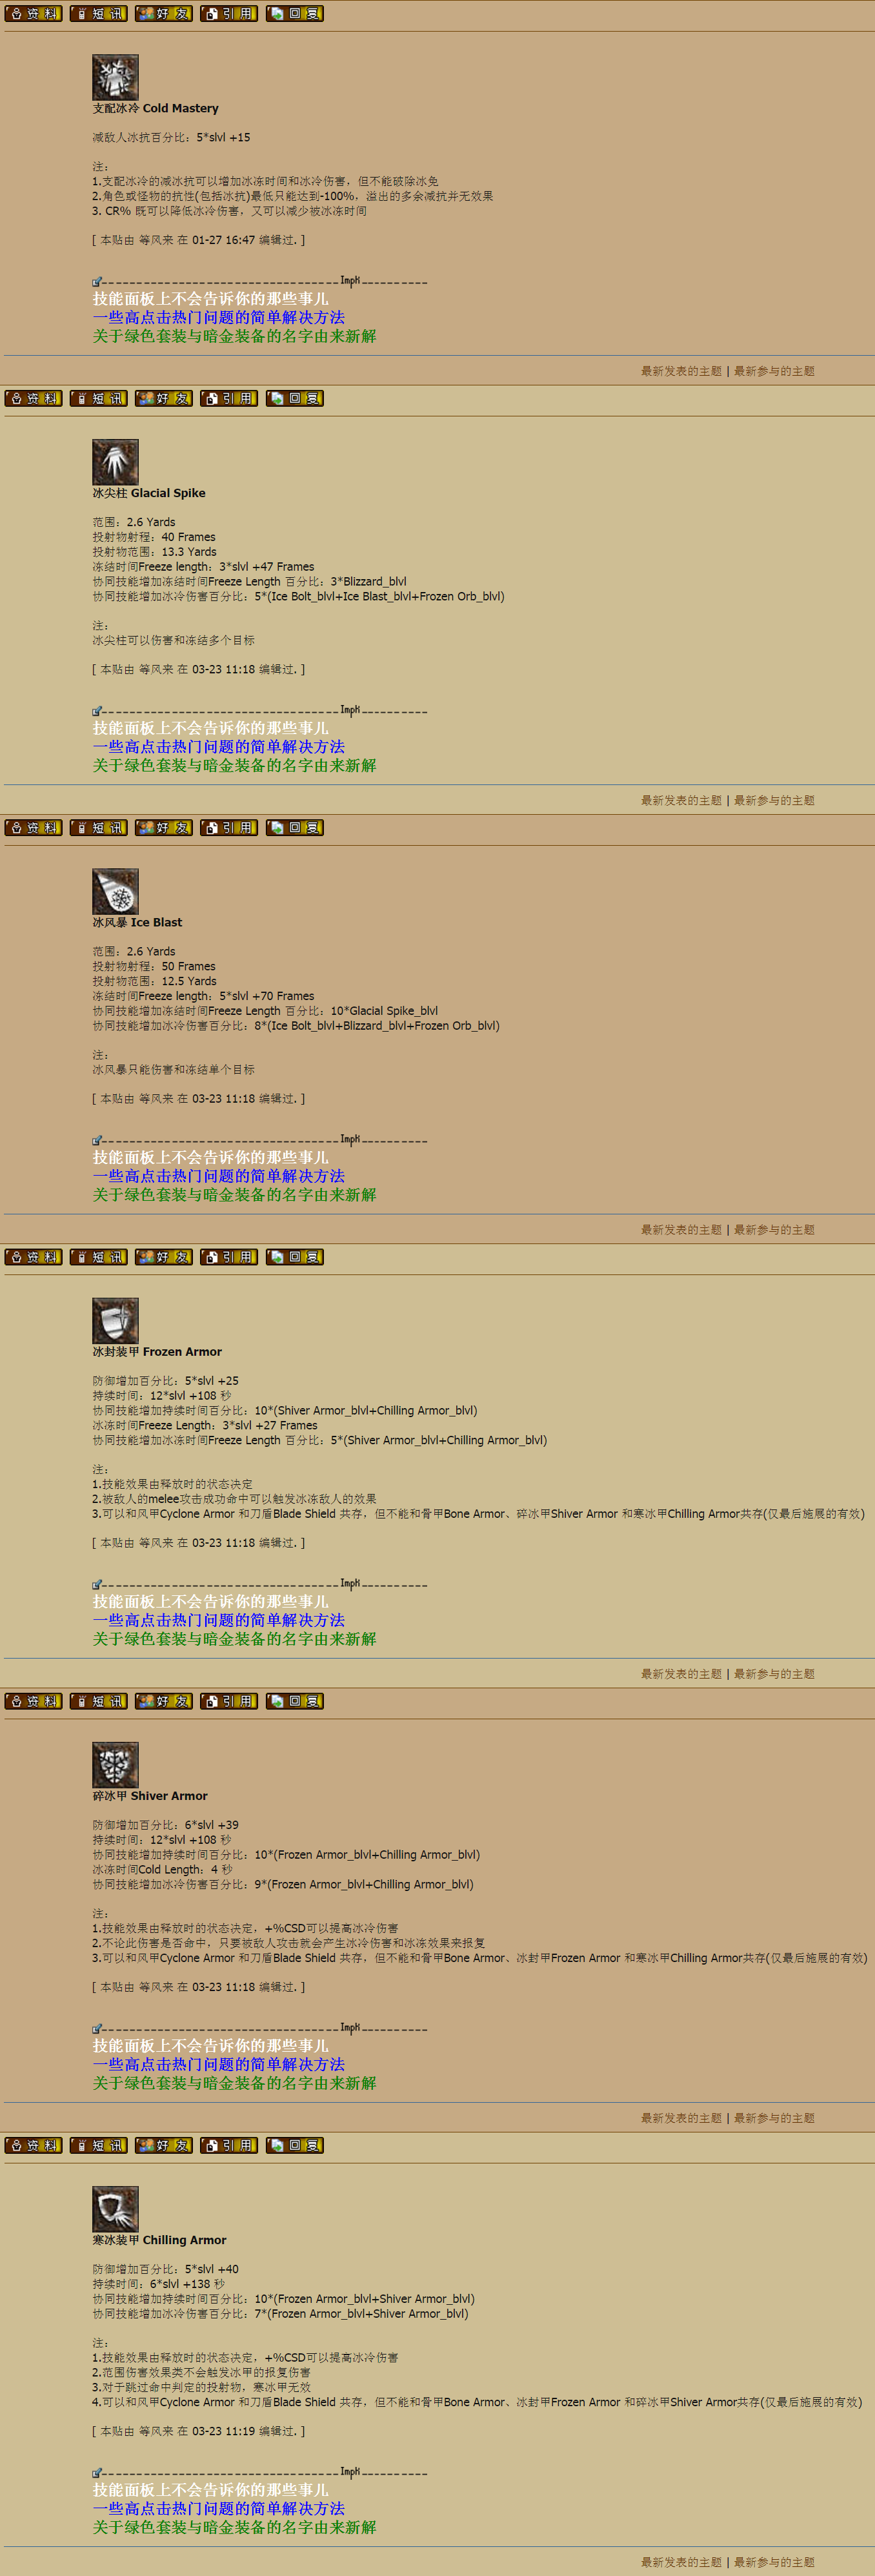 资 料 短 讯 好 友 引 用 回 复
支配冰冷 Cold Mastery
减敌人冰抗百分比：5*slvl +15
注：
1.支配冰冷的减冰抗可以增加冰冻时间和冰冷伤害，但不能破除冰免
2.角色或怪物的抗性(包括冰抗)最低只能达到-100%，溢出的多余减抗并无效果
3. CR% 既可以降低冰冷伤害，又可以减少被冰冻时间
[ 本贴由 等风来 在 01-27 16:47 编辑过. ]
----------------------------------Impk----------
技能面板上不会告诉你的那些事儿
一些高点击热门问题的简单解决方法
关于绿色套装与暗金装备的名字由来新解
最新发表的主题 | 最新参与的主题
资 料 短 讯 好 友 引 用 回 复
冰尖柱 Glacial Spike
范围：2.6 Yards
投射物射程：40 Frames
投射物范围：13.3 Yards
冻结时间Freeze length：3*slvl +47 Frames
协同技能增加冻结时间Freeze Length 百分比：3*Blizzard_blvl
协同技能增加冰冷伤害百分比：5*(Ice Bolt_blvl+Ice Blast_blvl+Frozen Orb_blvl)
注：
冰尖柱可以伤害和冻结多个目标
[ 本贴由 等风来 在 03-23 11:18 编辑过. ]
----------------------------------Impk----------
技能面板上不会告诉你的那些事儿
一些高点击热门问题的简单解决方法
关于绿色套装与暗金装备的名字由来新解
最新发表的主题 | 最新参与的主题
资 料 短 讯 好 友 引 用 回 复
冰风暴 Ice Blast
范围：2.6 Yards
投射物射程：50 Frames
投射物范围：12.5 Yards
冻结时间Freeze length：5*slvl +70 Frames
协同技能增加冻结时间Freeze Length 百分比：10*Glacial Spike_blvl
协同技能增加冰冷伤害百分比：8*(Ice Bolt_blvl+Blizzard_blvl+Frozen Orb_blvl)
注：
冰风暴只能伤害和冻结单个目标
[ 本贴由 等风来 在 03-23 11:18 编辑过. ]
----------------------------------Impk----------
技能面板上不会告诉你的那些事儿
一些高点击热门问题的简单解决方法
关于绿色套装与暗金装备的名字由来新解
最新发表的主题 | 最新参与的主题
资 料 短 讯 好 友 引 用 回 复
冰封装甲 Frozen Armor
防御增加百分比：5*slvl +25
持续时间：12*slvl +108 秒
协同技能增加持续时间百分比：10*(Shiver Armor_blvl+Chilling Armor_blvl)
冰冻时间Freeze Length：3*slvl +27 Frames
协同技能增加冰冻时间Freeze Length 百分比：5*(Shiver Armor_blvl+Chilling Armor_blvl)
注：
1.技能效果由释放时的状态决定
2.被敌人的melee攻击成功命中可以触发冰冻敌人的效果
3.可以和风甲Cyclone Armor 和刀盾Blade Shield 共存，但不能和骨甲Bone Armor、碎冰甲Shiver Armor 和寒冰甲Chilling Armor共存(仅最后施展的有效)
[ 本贴由 等风来 在 03-23 11:18 编辑过. ]
----------------------------------Impk----------
技能面板上不会告诉你的那些事儿
一些高点击热门问题的简单解决方法
关于绿色套装与暗金装备的名字由来新解
最新发表的主题 | 最新参与的主题
资 料 短 讯 好 友 引 用 回 复
碎冰甲 Shiver Armor
防御增加百分比：6*slvl +39
持续时间：12*slvl +108 秒
协同技能增加持续时间百分比：10*(Frozen Armor_blvl+Chilling Armor_blvl)
冰冻时间Cold Length：4 秒
协同技能增加冰冷伤害百分比：9*(Frozen Armor_blvl+Chilling Armor_blvl)
注：
1.技能效果由释放时的状态决定，+%CSD可以提高冰冷伤害
2.不论此伤害是否命中，只要被敌人攻击就会产生冰冷伤害和冰冻效果来报复
3.可以和风甲Cyclone Armor 和刀盾Blade Shield 共存，但不能和骨甲Bone Armor、冰封甲Frozen Armor 和寒冰甲Chilling Armor共存(仅最后施展的有效)
[ 本贴由 等风来 在 03-23 11:18 编辑过. ]
----------------------------------Impk----------
技能面板上不会告诉你的那些事儿
一些高点击热门问题的简单解决方法
关于绿色套装与暗金装备的名字由来新解
最新发表的主题 | 最新参与的主题
资 料 短 讯 好 友 引 用 回 复
寒冰装甲 Chilling Armor
防御增加百分比：5*slvl +40
持续时间：6*slvl +138 秒
协同技能增加持续时间百分比：10*(Frozen Armor_blvl+Shiver Armor_blvl)
协同技能增加冰冷伤害百分比：7*(Frozen Armor_blvl+Shiver Armor_blvl)
注：
1.技能效果由释放时的状态决定，+%CSD可以提高冰冷伤害
2.范围伤害效果类不会触发冰甲的报复伤害
3.对于跳过命中判定的投射物，寒冰甲无效
4.可以和风甲Cyclone Armor 和刀盾Blade Shield 共存，但不能和骨甲Bone Armor、冰封甲Frozen Armor 和碎冰甲Shiver Armor共存(仅最后施展的有效)
[ 本贴由 等风来 在 03-23 11:19 编辑过. ]
----------------------------------Impk----------
技能面板上不会告诉你的那些事儿
一些高点击热门问题的简单解决方法
关于绿色套装与暗金装备的名字由来新解
最新发表的主题 | 最新参与的主题